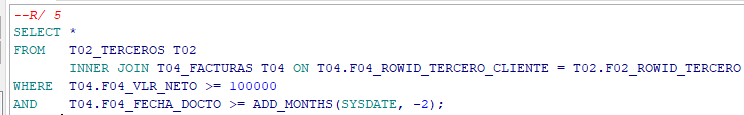 --R/ 5
SELECT *
FROM   T02_TERCEROS T02
       INNER JOIN T04_FACTURAS T04 ON T04.F04_ROWID_TERCERO_CLIENTE = T02.F02_ROWID_TERCERO
WHERE  T04.F04_VLR_NETO >= 100000
AND    T04.F04_FECHA_DOCTO >= ADD_MONTHS(SYSDATE, -2);